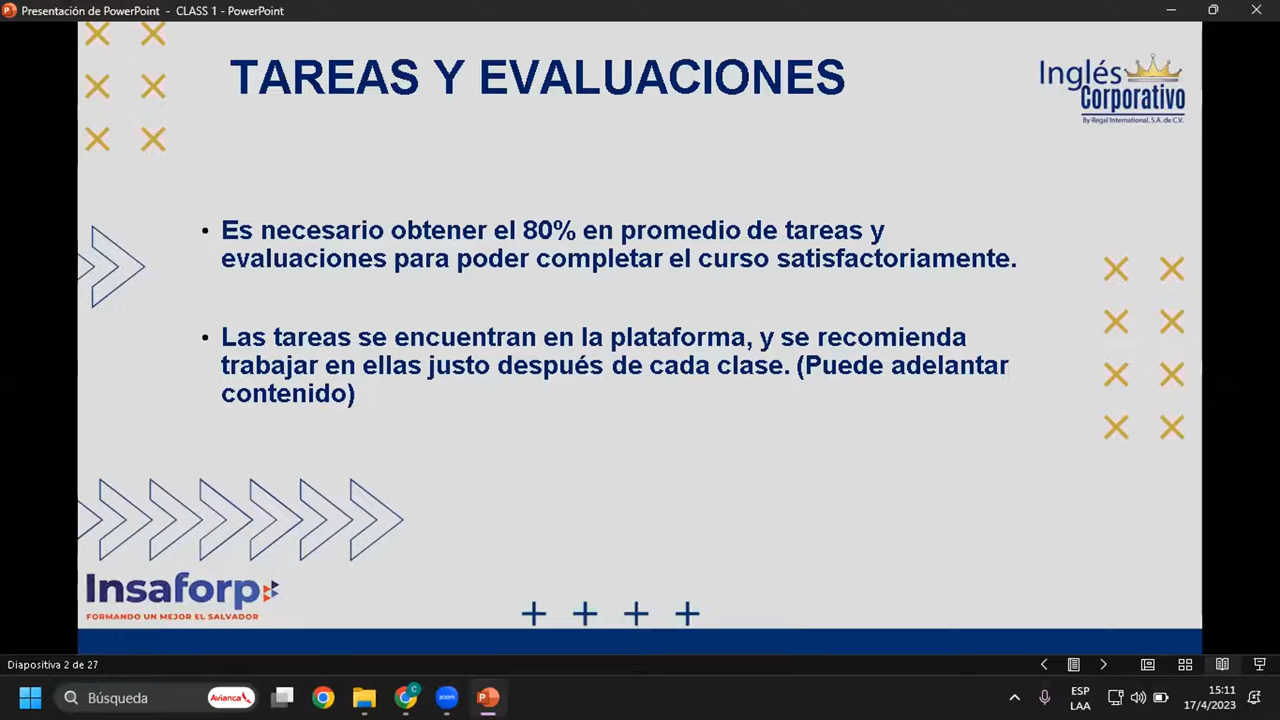 Presentación de PowerPoint - CLASS 1 - PowerPoint
TAREAS Y EVALUACIONES
Inglés
Corporativo
By Regal International, S.A. de C.V.
• Es necesario obtener el 80% en promedio de tareas y
evaluaciones para poder completar el curso satisfactoriamente.
• Las tareas se encuentran en la plataforma, y se recomienda
trabajar en ellas justo después de cada clase. (Puede adelantar
contenido)
Insaforp
FORMANDO UN MEJOR EL SALVADOR
Diapositiva 2 de 27
Búsqueda
Avianca
C
zoom
ESP
LAA
15:11
17/4/2023